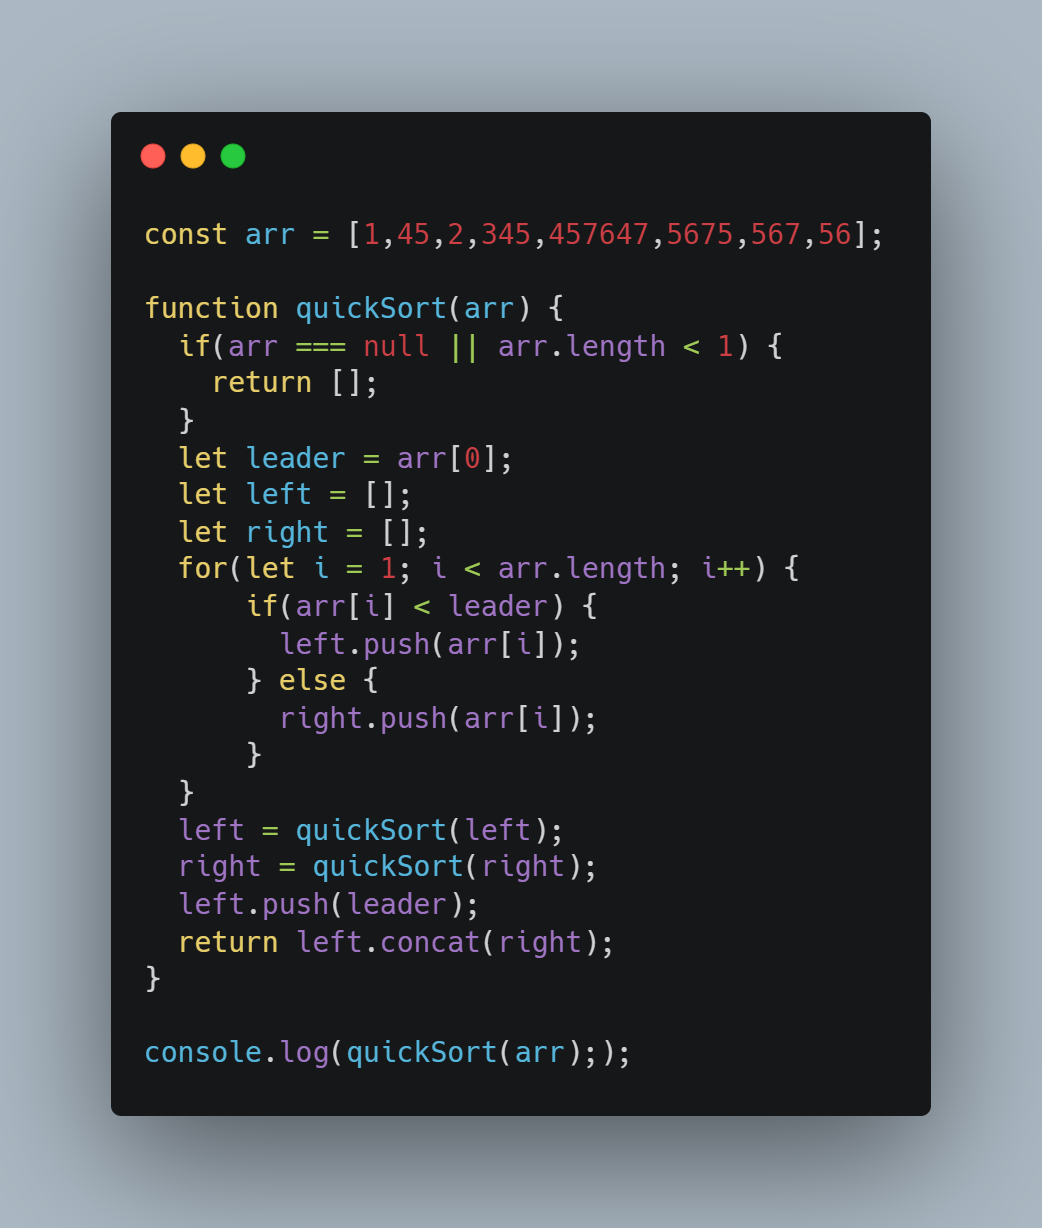 const arr = [1,45,2,345,457647,5675,567,56];
function quickSort(arr) {
  if(arr === null || arr.length < 1) {
    return [];
  }
  let leader = arr[0];
  let left = [];
  let right = [];
  for(let i = 1; i < arr.length; i++) {
      if(arr[i] < leader) {
        left.push(arr[i]);
      } else {
        right.push(arr[i]);
      }
  }
  left = quickSort(left);
  right = quickSort(right);
  left.push(leader);
  return left.concat(right);
}
console.log(quickSort(arr););